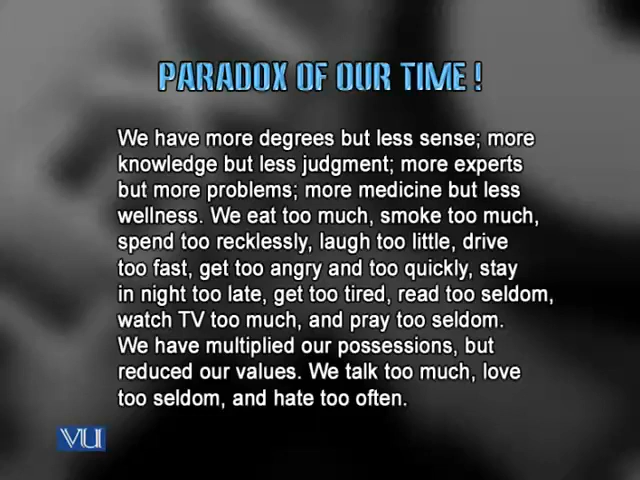 PARADOX OF OUR TIME !
We have more degrees but less sense; more
knowledge but less judgment; more experts
but more problems; more medicine but less
wellness. We eat too much, smoke too much,
spend too recklessly, laugh too little, drive
too fast, get too angry and too quickly, stay
in night too late, get too tired, read too seldom,
watch TV too much, and pray too seldom.
We have multiplied our possessions, but
reduced our values. We talk too much, love
too seldom, and hate too often.
VU